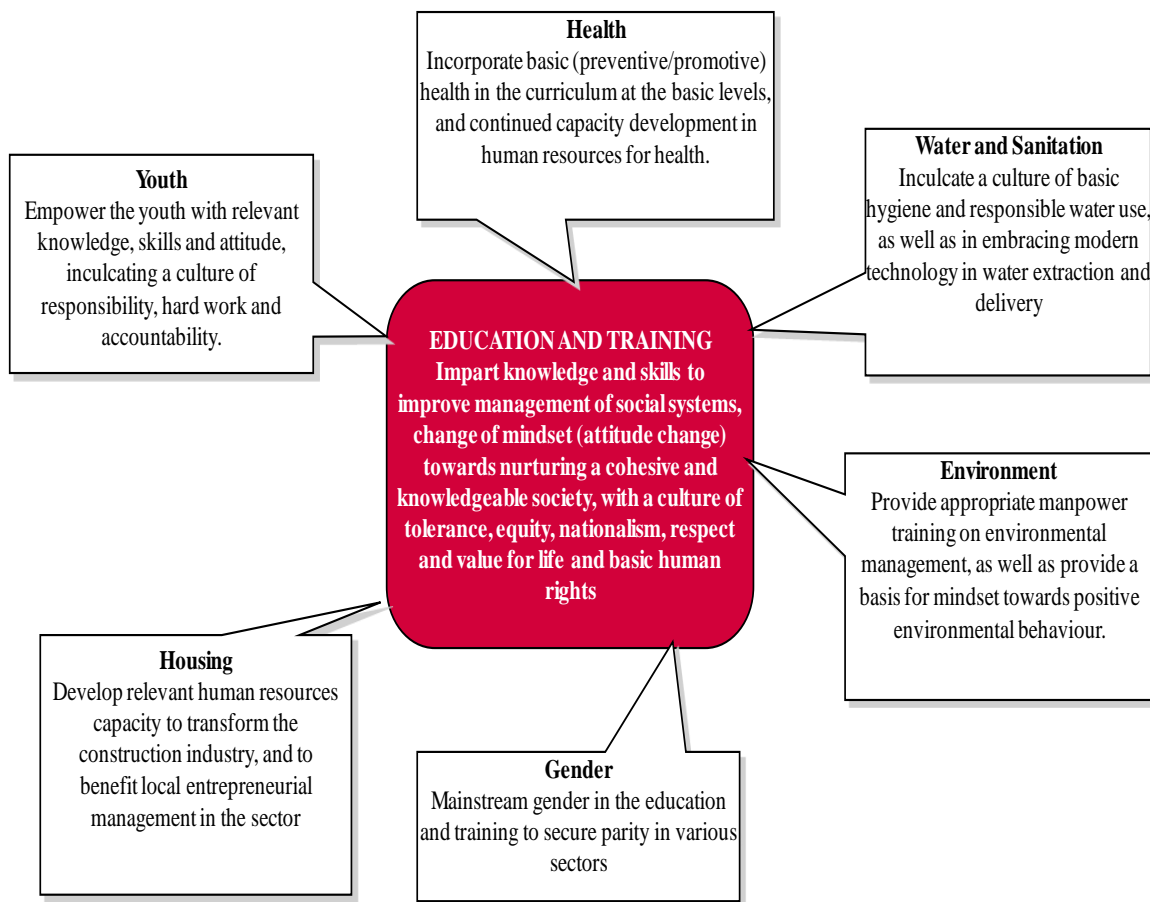 Health
Incorporate basic (preventive/promotive)
health in the curriculum at the basic levels,
and continued capacity development in
human resources for health.
Youth
Empower the youth with relevant
knowledge, skills and attitude,
inculcating a culture of
responsibility, hard work and
accountability.
Water and Sanitation
Inculcate a culture of basic
hygiene and responsible water use,
as well as in embracing modern
technology in water extraction and
delivery
EDUCATION AND TRAINING
Impart knowledge and skills to
improve management of social systems,
change of mindset (attitude change)
towards nurturing a cohesive and
knowledgeable society, with a culture of
tolerance, equity, nationalism, respect
and value for life and basic human
rights
Environment
Provide appropriate manpower
training on environmental
management, as well as provide a
basis for mindset towards positive
environmental behaviour.
Housing
Develop relevant human resources
capacity to transform the
construction industry, and to
benefit local entrepreneurial
management in the sector
Gender
Mainstream gender in the education
and training to secure parity in various
sectors